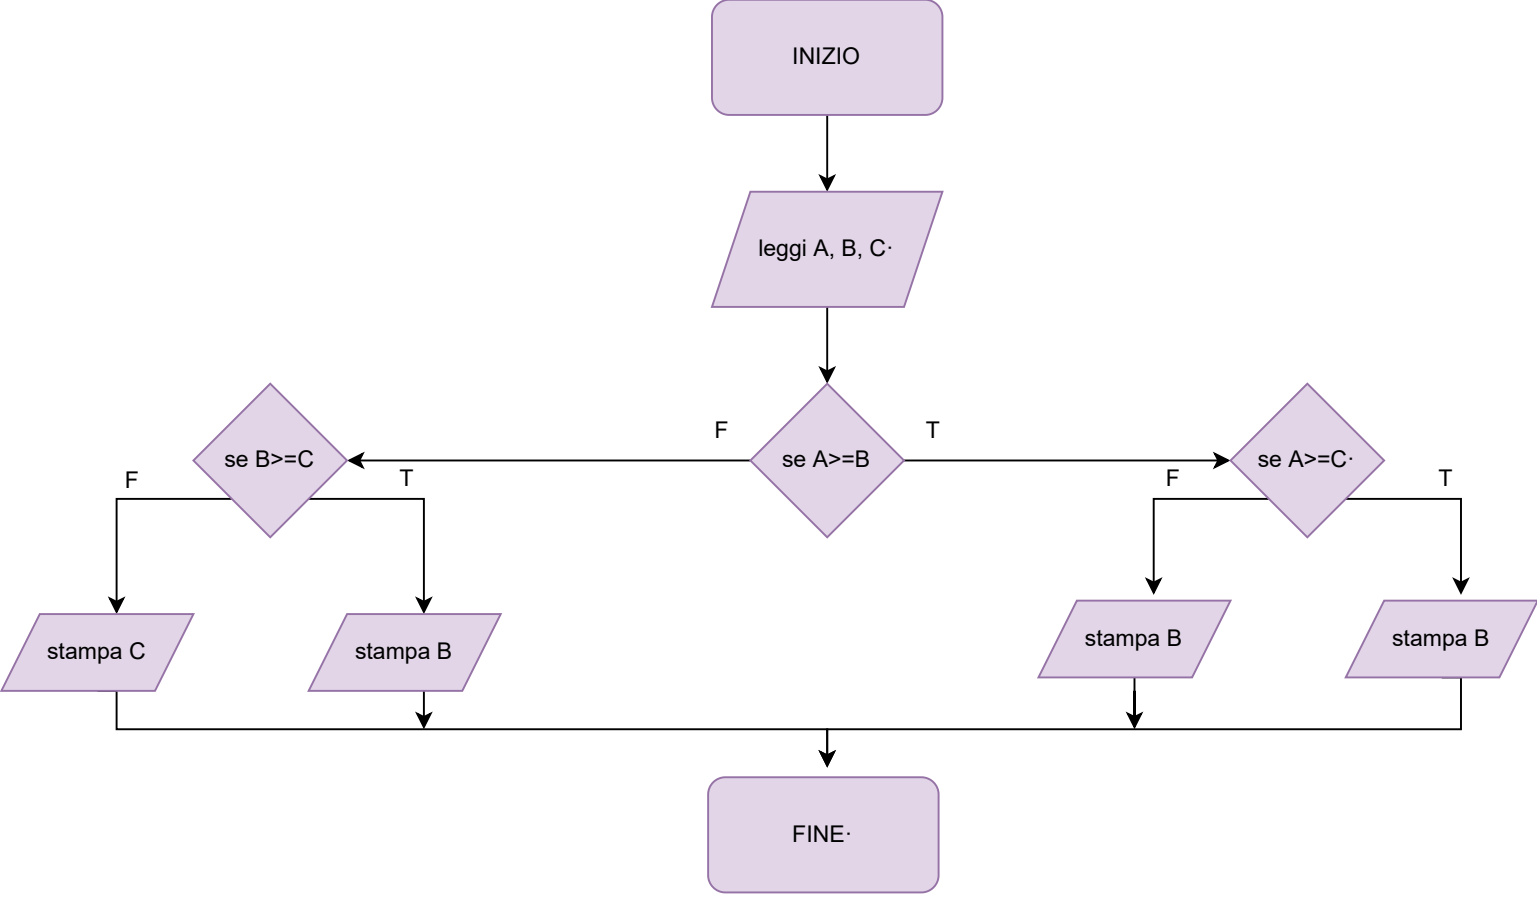 INIZIO
leggi A, B, C·
F
T
se B>=C
se A>=B
se A>=C·
F
T
F
T
stampa C
stampa B
stampa B
stampa B
FINE·